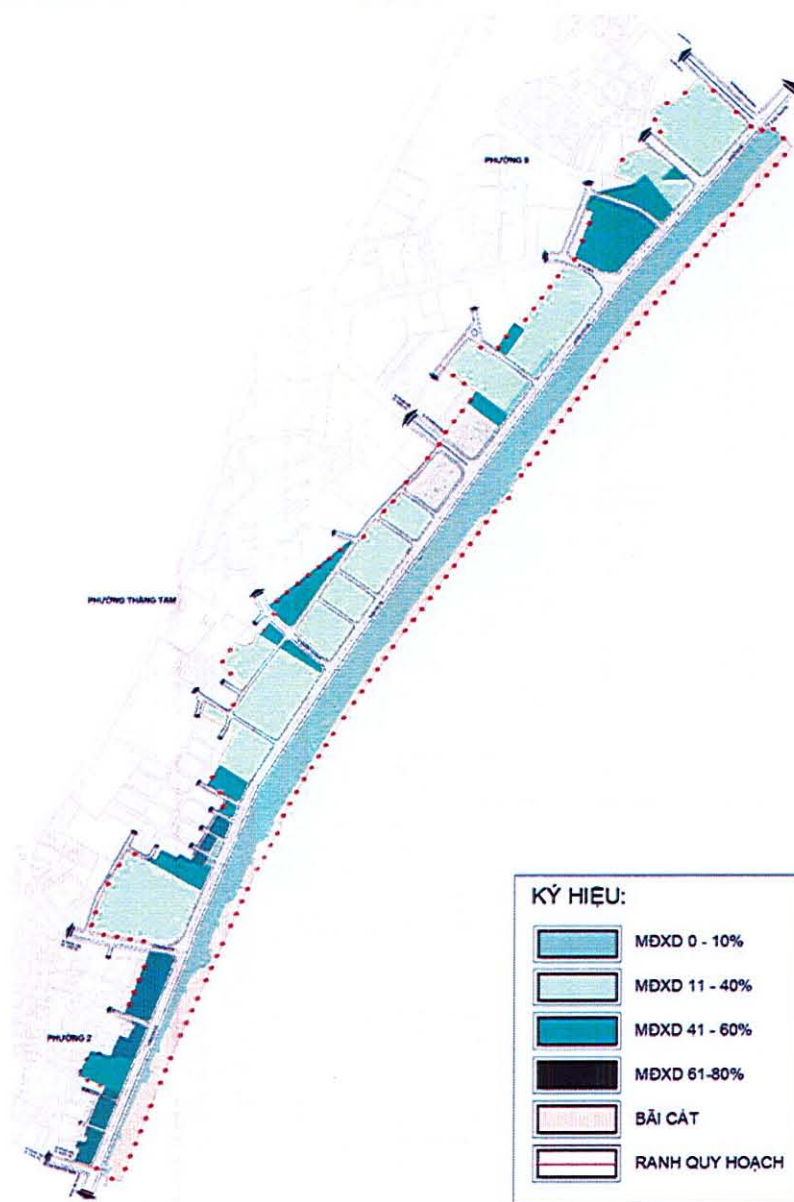 PHƯỜNG 8
PHƯỜNG THẮNG TAM
PHƯỜNG 2
KÝ HIỆU:
MĐXD 0 - 10%
MĐXD 11 - 40%
MĐXD 41 - 60%
MĐXD 61-80%
BÃI CÁT
RANH QUY HOẠCH